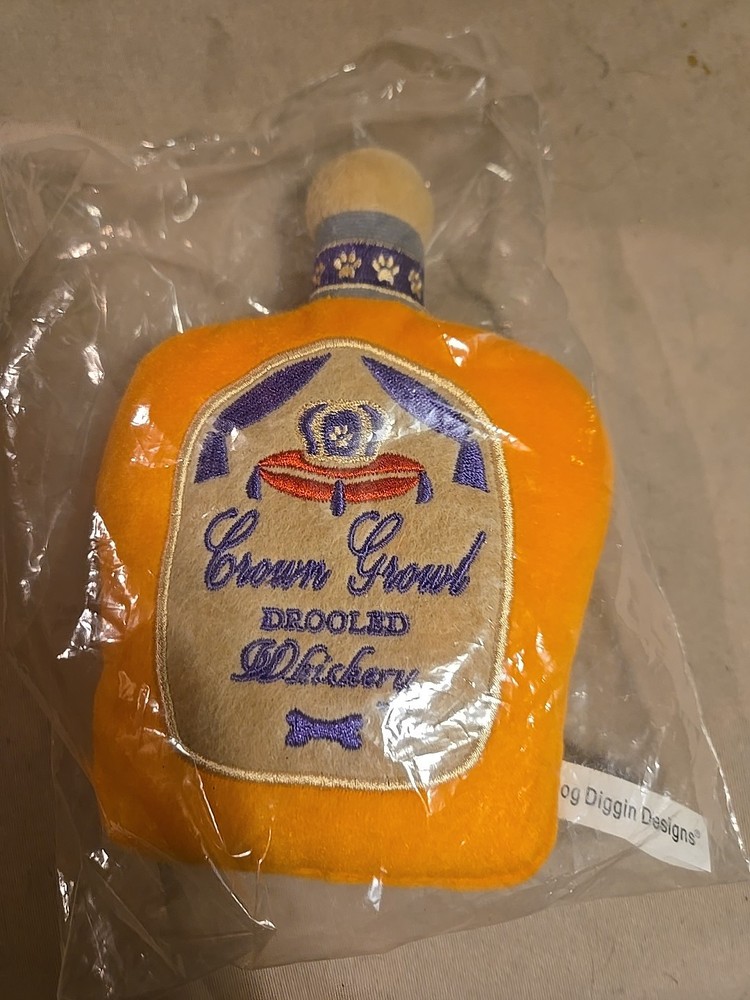 Crown Growl
DROOLED
Whiskery
og Diggin Designs®